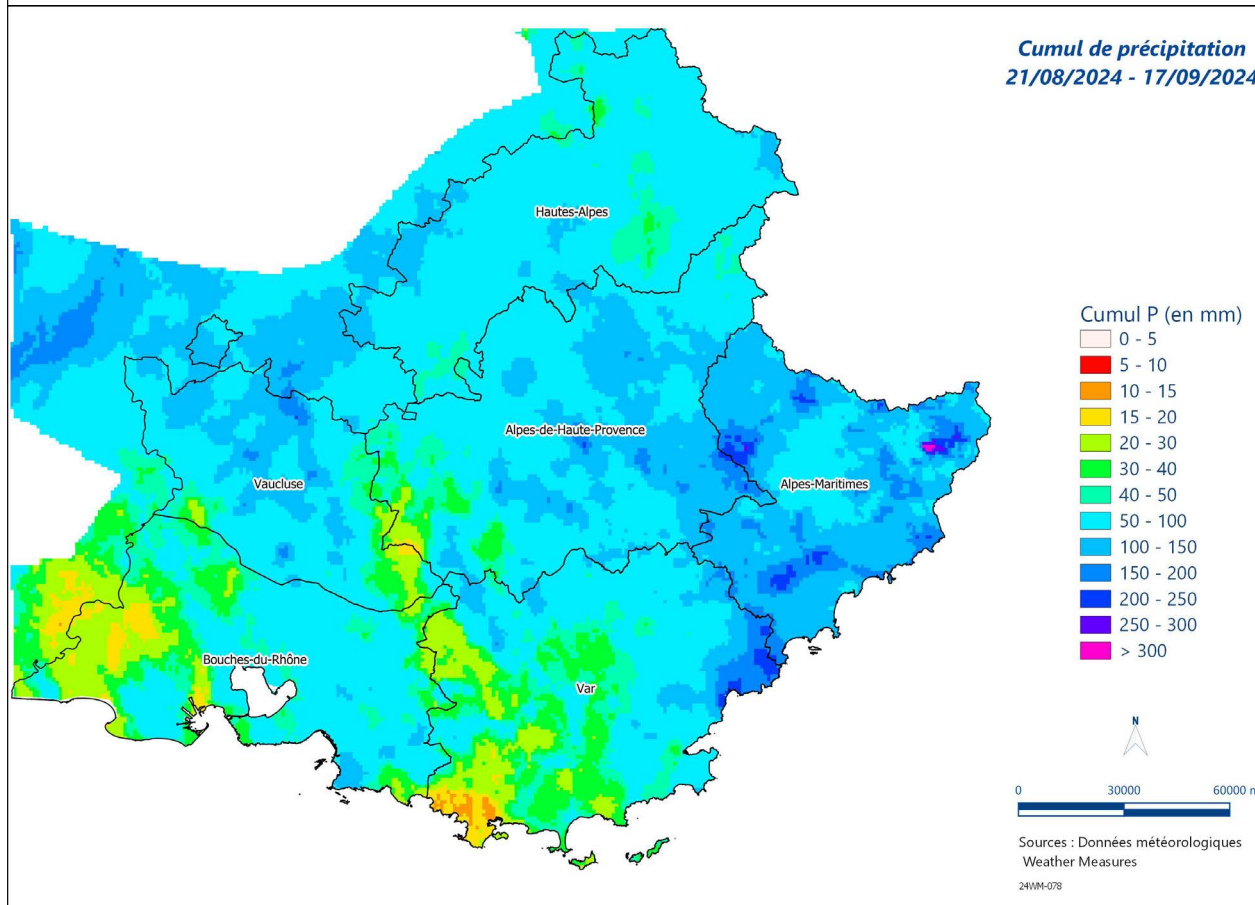 Cumul de précipitation
21/08/2024 - 17/09/2024
Hautes-Alpes
Cumul P (en mm)
0 - 5
5 - 10
10 - 15
15 - 20
20 - 30
30 - 40
40 - 50
50 - 100
100 - 150
150 - 200
200 - 250
250 - 300
> 300
Alpes-de-Haute-Provence
Vaucluse
Alpes-Maritimes
Bouches-du-Rhône
Var
N
0 30000 60000 m
Sources : Données météorologiques
Weather Measures
24WM-078